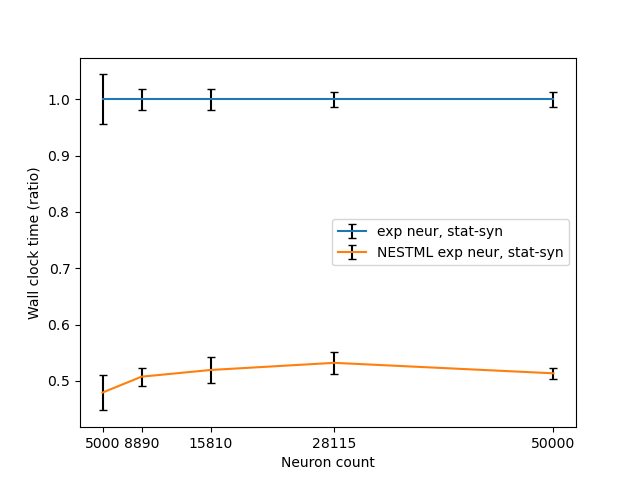 Wall clock time (ratio)
1.0
0.9
0.8
0.7
0.6
0.5
exp neur, stat-syn
NESTML exp neur, stat-syn
5000 8890 15810 28115 50000
Neuron count